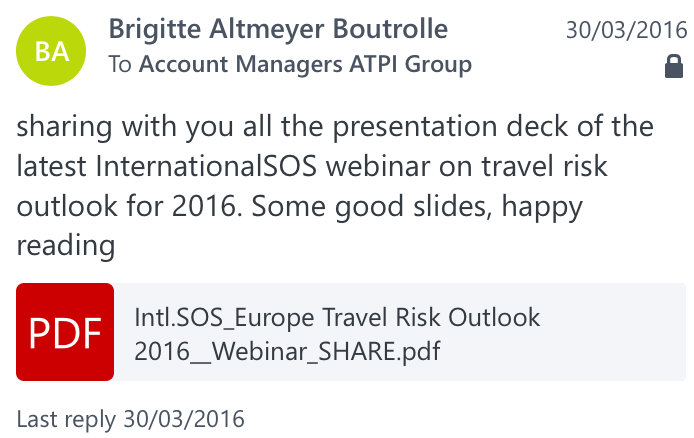 BA
Brigitte Altmeyer Boutrolle
30/03/2016
To Account Managers ATPI Group
sharing with you all the presentation deck of the
latest InternationalSOS webinar on travel risk
outlook for 2016. Some good slides, happy
reading
PDF
Intl.SOS_Europe Travel Risk Outlook
2016__Webinar_SHARE.pdf
Last reply 30/03/2016